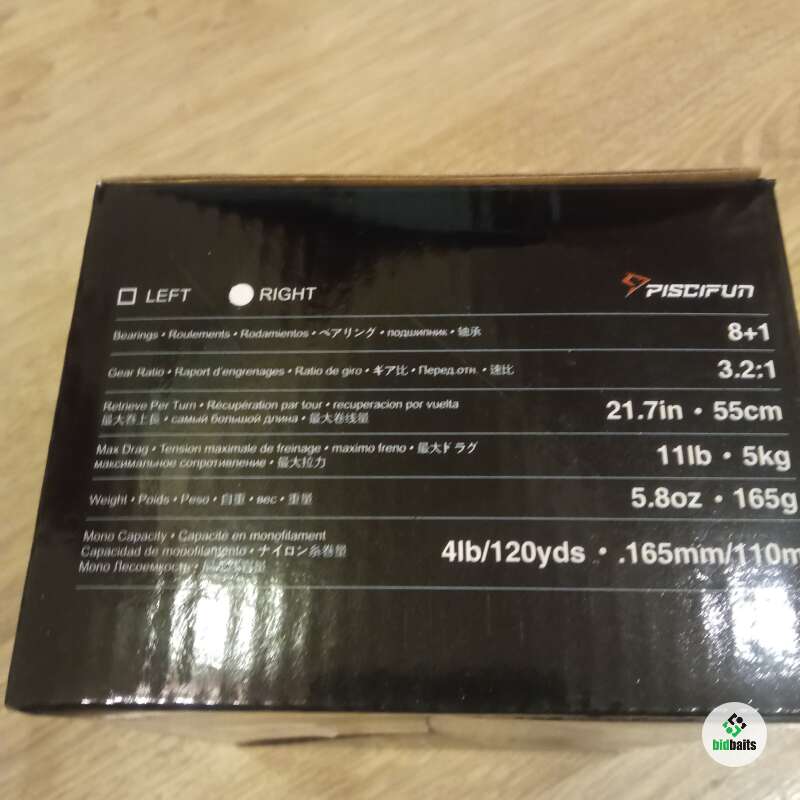 LEFT RIGHT PISCIFUN
Bearings • Roulements • Rodamientos • ベアリング • подшипник • 轴承 8+1
Gear Ratio • Raport d'engrenages • Ratio de giro • ギア比 • Перед.отн. • 速比 3.2:1
Retrieve Per Turn • Récupération par tour • recuperacion por vuelta
最大巻上長 • самый большой длина • 最大卷线量 21.7in • 55cm
Max Drag • Tension maximale de freinage • maximo freno • 最大ドラグ
максимальное сопротивление • 最大拉力 11lb • 5kg
Weight • Poids • Peso • 自重 • вес • 重量 5.8oz • 165g
Mono Capacity • Capacité en monofilament
Capacidad de monofilamento • ナイロン糸巻量 4lb/120yds • .165mm/110m
Mono Лесоемкость
bidbaits